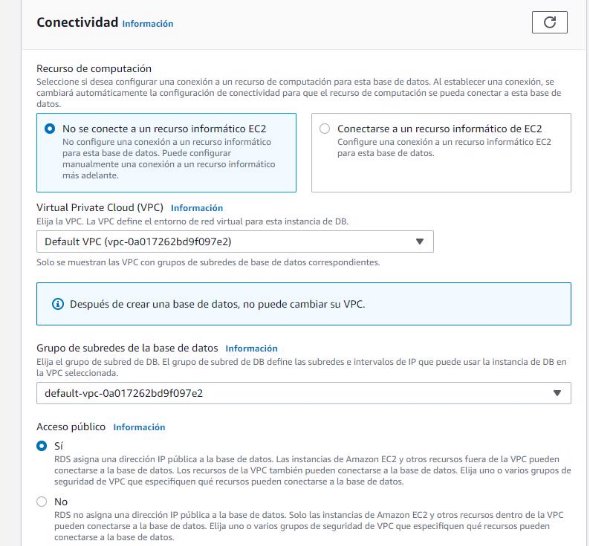 Conectividad Información
Recurso de computación
Seleccione si desea configurar una conexión a un recurso de computación para esta base de datos. Al establecer una conexión, se
cambiará automáticamente la configuración de conectividad para que el recurso de computación se pueda conectar a esta base de
datos.
No se conecte a un recurso informático EC2
No configure una conexión a un recurso informático
para esta base de datos. Puede configurar
manualmente una conexión a un recurso informático
más adelante.
Conectarse a un recurso informático de EC2
Configure una conexión a un recurso informático EC2
para esta base de datos.
Virtual Private Cloud (VPC) Información
Elija la VPC. La VPC define el entorno de red virtual para esta instancia de DB.
Default VPC (vpc-0a017262bd9f097e2)
Solo se muestran las VPC con grupos de subredes de base de datos correspondientes.
Después de crear una base de datos, no puede cambiar su VPC.
Grupo de subredes de la base de datos Información
Elija el grupo de subred de DB. El grupo de subred de DB define las subredes e intervalos de IP que puede usar la instancia de DB en
la VPC seleccionada.
default-vpc-0a017262bd9f097e2
Acceso público Información
Sí
RDS asigna una dirección IP pública a la base de datos. Las instancias de Amazon EC2 y otros recursos fuera de la VPC pueden
conectarse a la base de datos. Los recursos de la VPC también pueden conectarse a la base de datos. Elija uno o varios grupos de
seguridad de VPC que especifiquen qué recursos pueden conectarse a la base de datos.
No
RDS no asigna una dirección IP pública a la base de datos. Solo las instancias de Amazon EC2 y otros recursos dentro de la VPC
pueden conectarse a la base de datos. Elija uno o varios grupos de seguridad de VPC que especifiquen qué recursos pueden
conectarse a la base de datos.